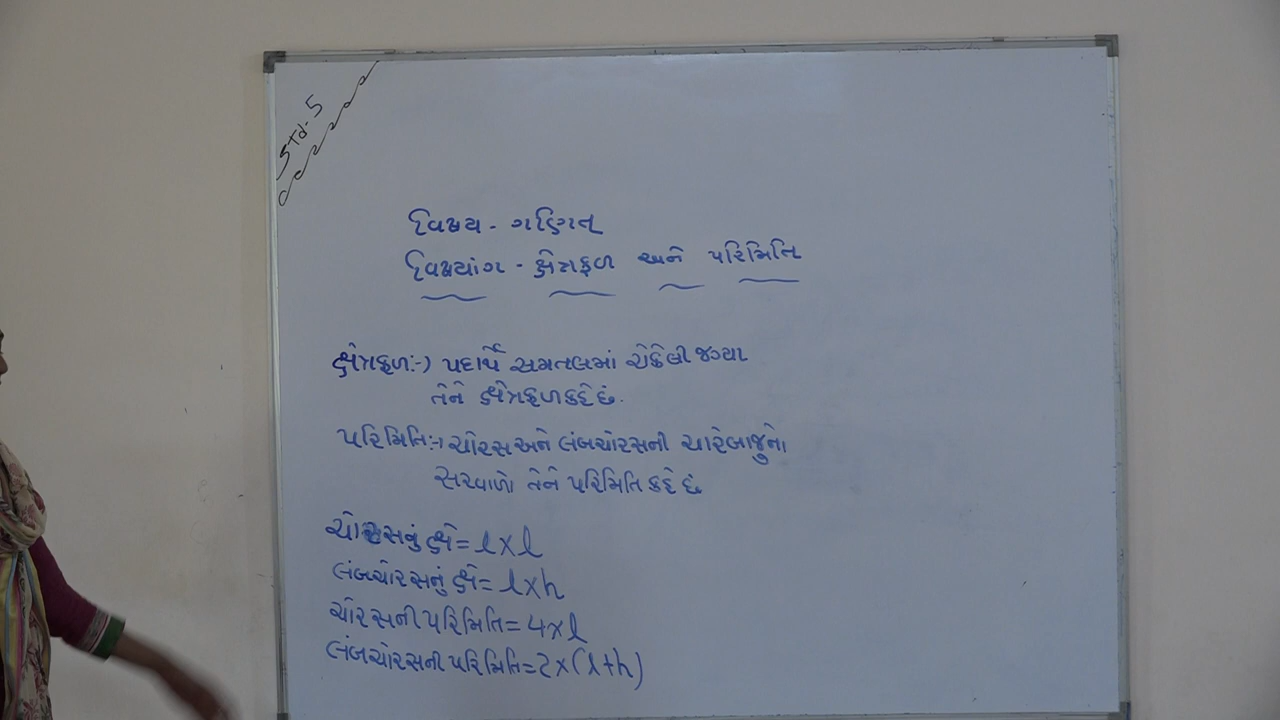 Std-5
વિષય - ગણિત
વિષયાંગ - ક્ષેત્રફળ અને પરિમિતિ
ક્ષેત્રફળ:-) પદાર્થે સમતલમાં રોકેલી જગ્યા
તેને ક્ષેત્રફળ કહે છે.
પરિમિતિ:-) ચોરસ અને લંબચોરસની ચારેબાજુનો
સરવાળો તેને પરિમિતિ કહે છે
ચોરસનું ક્ષે = l x l
લંબચોરસનું ક્ષે = l x h
ચોરસની પરિમિતિ = 4 x l
લંબચોરસની પરિમિતિ = 2 x (l + h)